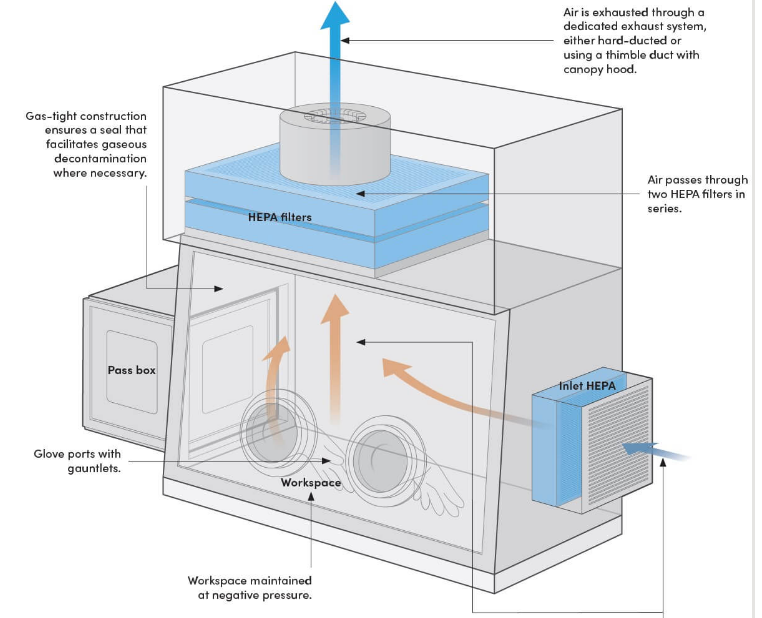 Air is exhausted through a
dedicated exhaust system,
either hard-ducted or
using a thimble duct with
canopy hood.
Gas-tight construction
ensures a seal that
facilitates gaseous
decontamination
where necessary.
Air passes through
two HEPA filters in
series.
HEPA filters
Pass box
Inlet HEPA
Glove ports with
gauntlets.
Workspace
Workspace maintained
at negative pressure.